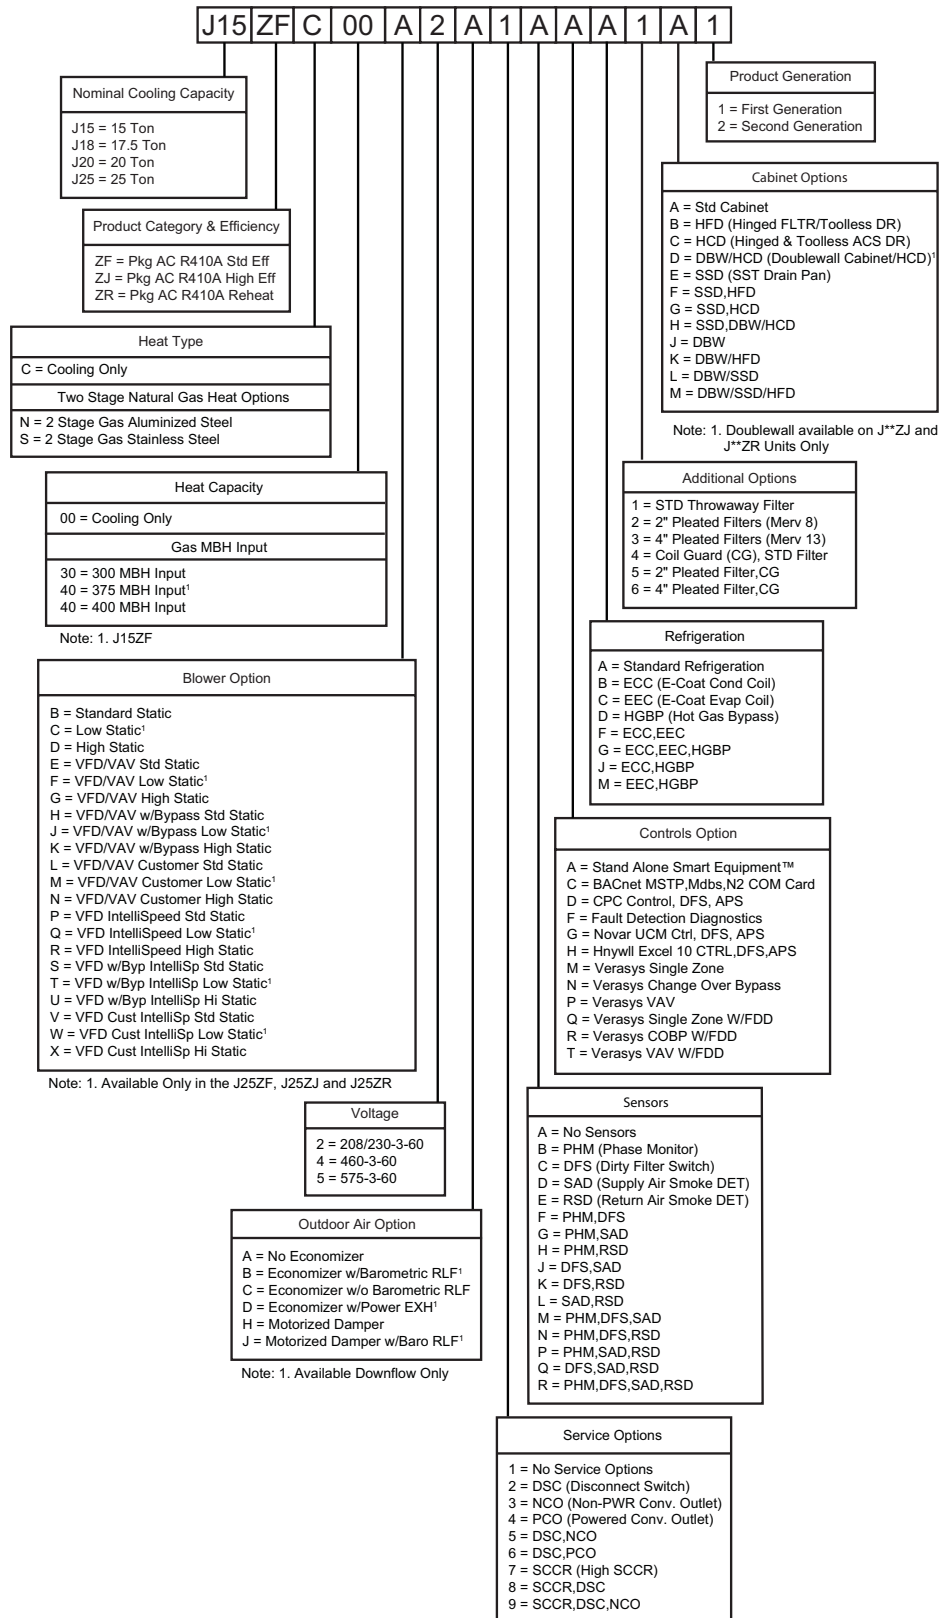 J15 ZF C 00 A 2 A 1 A A A 1 A 1
Nominal Cooling Capacity
J15 = 15 Ton
J18 = 17.5 Ton
J20 = 20 Ton
J25 = 25 Ton
Product Category & Efficiency
ZF = Pkg AC R410A Std Eff
ZJ = Pkg AC R410A High Eff
ZR = Pkg AC R410A Reheat
Heat Type
C = Cooling Only
Two Stage Natural Gas Heat Options
N = 2 Stage Gas Aluminized Steel
S = 2 Stage Gas Stainless Steel
Heat Capacity
00 = Cooling Only
Gas MBH Input
30 = 300 MBH Input
40 = 375 MBH Input¹
40 = 400 MBH Input
Note: 1. J15ZF
Blower Option
B = Standard Static
C = Low Static¹
D = High Static
E = VFD/VAV Std Static
F = VFD/VAV Low Static¹
G = VFD/VAV High Static
H = VFD/VAV w/Bypass Std Static
J = VFD/VAV w/Bypass Low Static¹
K = VFD/VAV w/Bypass High Static
L = VFD/VAV Customer Std Static
M = VFD/VAV Customer Low Static¹
N = VFD/VAV Customer High Static
P = VFD IntelliSpeed Std Static
Q = VFD IntelliSpeed Low Static¹
R = VFD IntelliSpeed High Static
S = VFD w/Byp IntelliSp Std Static
T = VFD w/Byp IntelliSp Low Static¹
U = VFD w/Byp IntelliSp Hi Static
V = VFD Cust IntelliSp Std Static
W = VFD Cust IntelliSp Low Static¹
X = VFD Cust IntelliSp Hi Static
Note: 1. Available Only in the J25ZF, J25ZJ and J25ZR
Voltage
2 = 208/230-3-60
4 = 460-3-60
5 = 575-3-60
Outdoor Air Option
A = No Economizer
B = Economizer w/Barometric RLF¹
C = Economizer w/o Barometric RLF
D = Economizer w/Power EXH¹
H = Motorized Damper
J = Motorized Damper w/Baro RLF¹
Note: 1. Available Downflow Only
Product Generation
1 = First Generation
2 = Second Generation
Cabinet Options
A = Std Cabinet
B = HFD (Hinged FLTR/Toolless DR)
C = HCD (Hinged & Toolless ACS DR)
D = DBW/HCD (Doublewall Cabinet/HCD)¹
E = SSD (SST Drain Pan)
F = SSD,HFD
G = SSD,HCD
H = SSD,DBW/HCD
J = DBW
K = DBW/HFD
L = DBW/SSD
M = DBW/SSD/HFD
Note: 1. Doublewall available on J**ZJ and
J**ZR Units Only
Additional Options
1 = STD Throwaway Filter
2 = 2" Pleated Filters (Merv 8)
3 = 4" Pleated Filters (Merv 13)
4 = Coil Guard (CG), STD Filter
5 = 2" Pleated Filter,CG
6 = 4" Pleated Filter,CG
Refrigeration
A = Standard Refrigeration
B = ECC (E-Coat Cond Coil)
C = EEC (E-Coat Evap Coil)
D = HGBP (Hot Gas Bypass)
F = ECC,EEC
G = ECC,EEC,HGBP
J = ECC,HGBP
M = EEC,HGBP
Controls Option
A = Stand Alone Smart Equipment™
C = BACnet MSTP,Mdbs,N2 COM Card
D = CPC Control, DFS, APS
F = Fault Detection Diagnostics
G = Novar UCM Ctrl, DFS, APS
H = Hnywll Excel 10 CTRL,DFS,APS
M = Verasys Single Zone
N = Verasys Change Over Bypass
P = Verasys VAV
Q = Verasys Single Zone W/FDD
R = Verasys COBP W/FDD
T = Verasys VAV W/FDD
Sensors
A = No Sensors
B = PHM (Phase Monitor)
C = DFS (Dirty Filter Switch)
D = SAD (Supply Air Smoke DET)
E = RSD (Return Air Smoke DET)
F = PHM,DFS
G = PHM,SAD
H = PHM,RSD
J = DFS,SAD
K = DFS,RSD
L = SAD,RSD
M = PHM,DFS,SAD
N = PHM,DFS,RSD
P = PHM,SAD,RSD
Q = DFS,SAD,RSD
R = PHM,DFS,SAD,RSD
Service Options
1 = No Service Options
2 = DSC (Disconnect Switch)
3 = NCO (Non-PWR Conv. Outlet)
4 = PCO (Powered Conv. Outlet)
5 = DSC,NCO
6 = DSC,PCO
7 = SCCR (High SCCR)
8 = SCCR,DSC
9 = SCCR,DSC,NCO